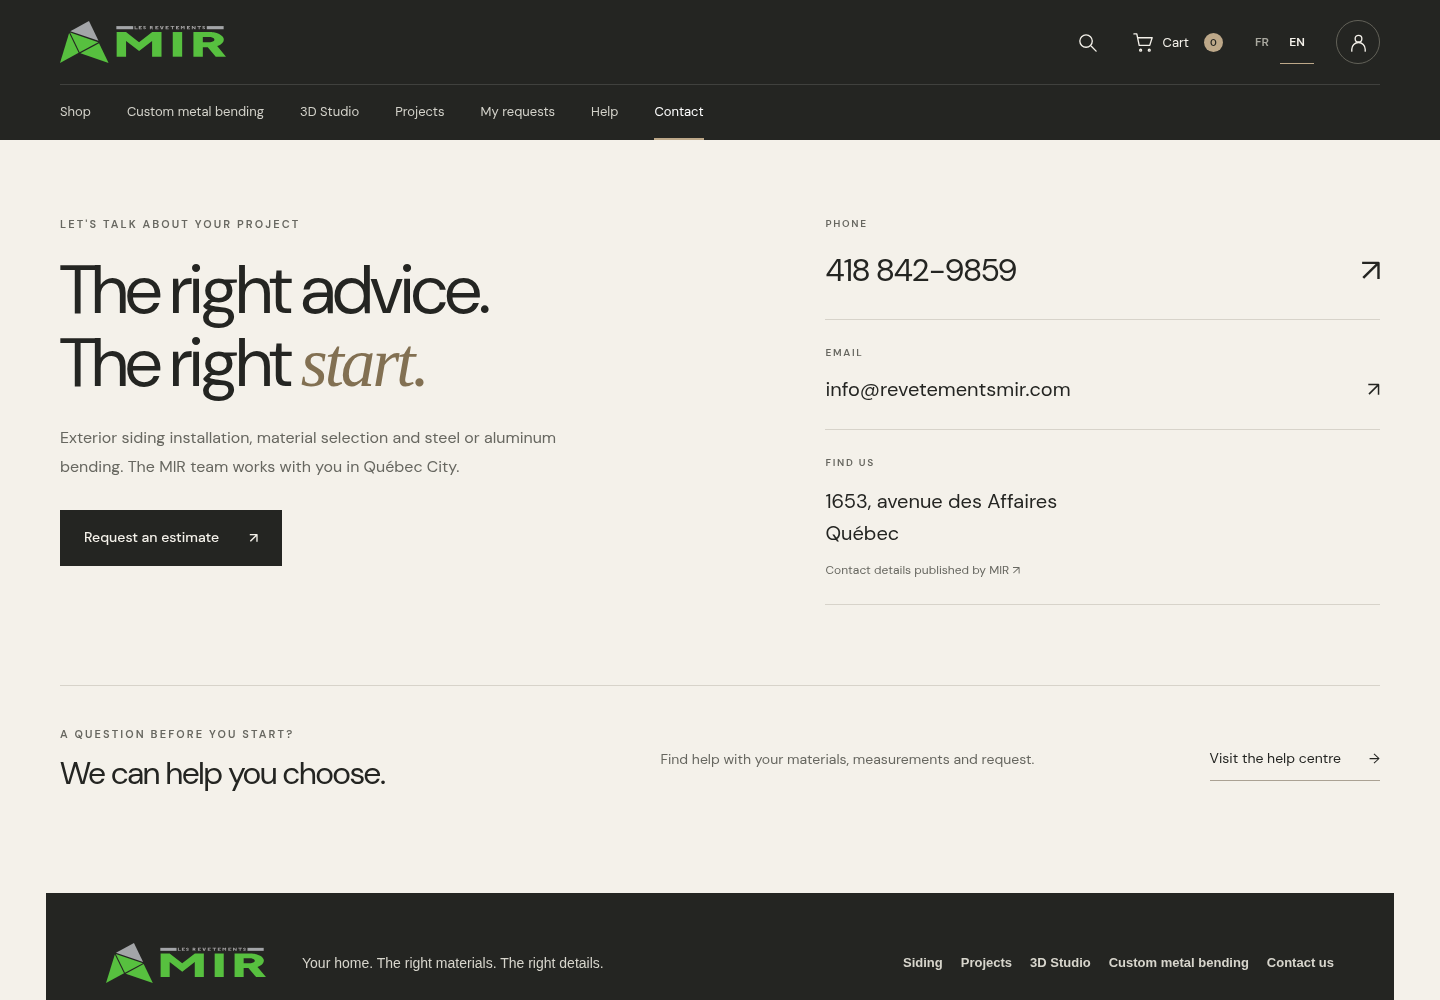 LES REVÊTEMENTS
MIR
Cart 0
FR EN
Shop Custom metal bending 3D Studio Projects My requests Help Contact
LET'S TALK ABOUT YOUR PROJECT
The right advice.
The right start.
Exterior siding installation, material selection and steel or aluminum
bending. The MIR team works with you in Québec City.
Request an estimate
PHONE
418 842-9859
EMAIL
info@revetementsmir.com
FIND US
1653, avenue des Affaires
Québec
Contact details published by MIR
A QUESTION BEFORE YOU START?
We can help you choose.
Find help with your materials, measurements and request.
Visit the help centre
LES REVÊTEMENTS
MIR
Your home. The right materials. The right details.
Siding Projects 3D Studio Custom metal bending Contact us